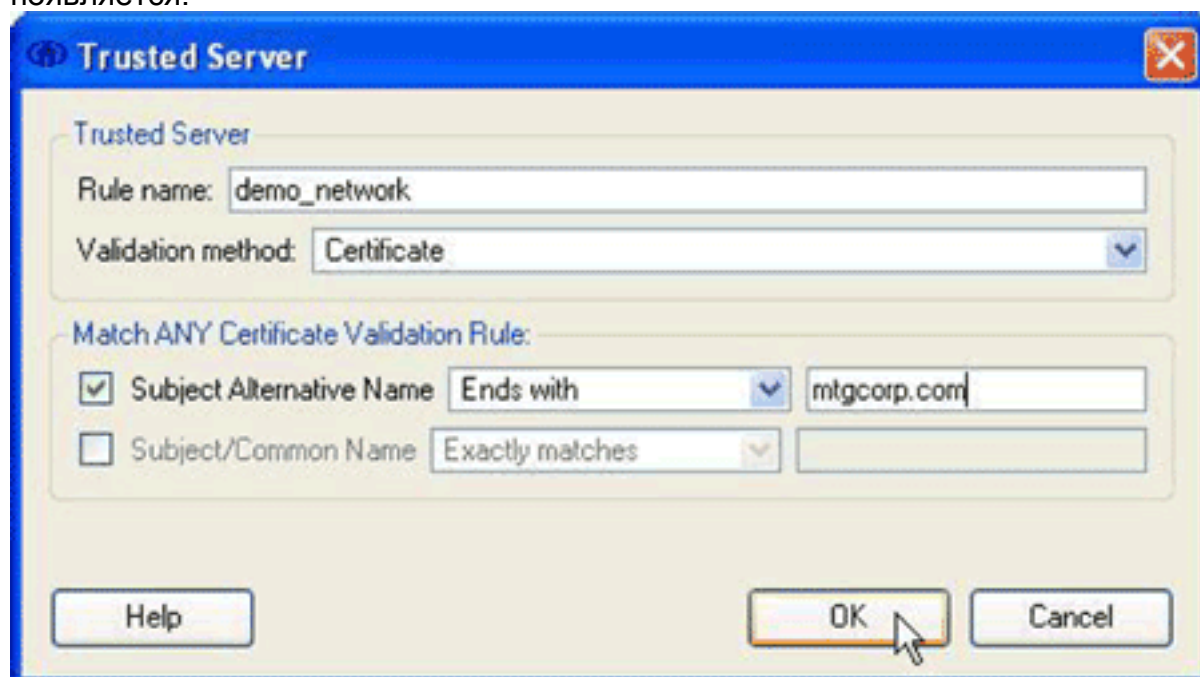 появляется:
Trusted Server
Trusted Server
Rule name: demo_network
Validation method: Certificate
Match ANY Certificate Validation Rule:
Subject Alternative Name Ends with mtgcorp.com
Subject/Common Name Exactly matches
Help OK Cancel